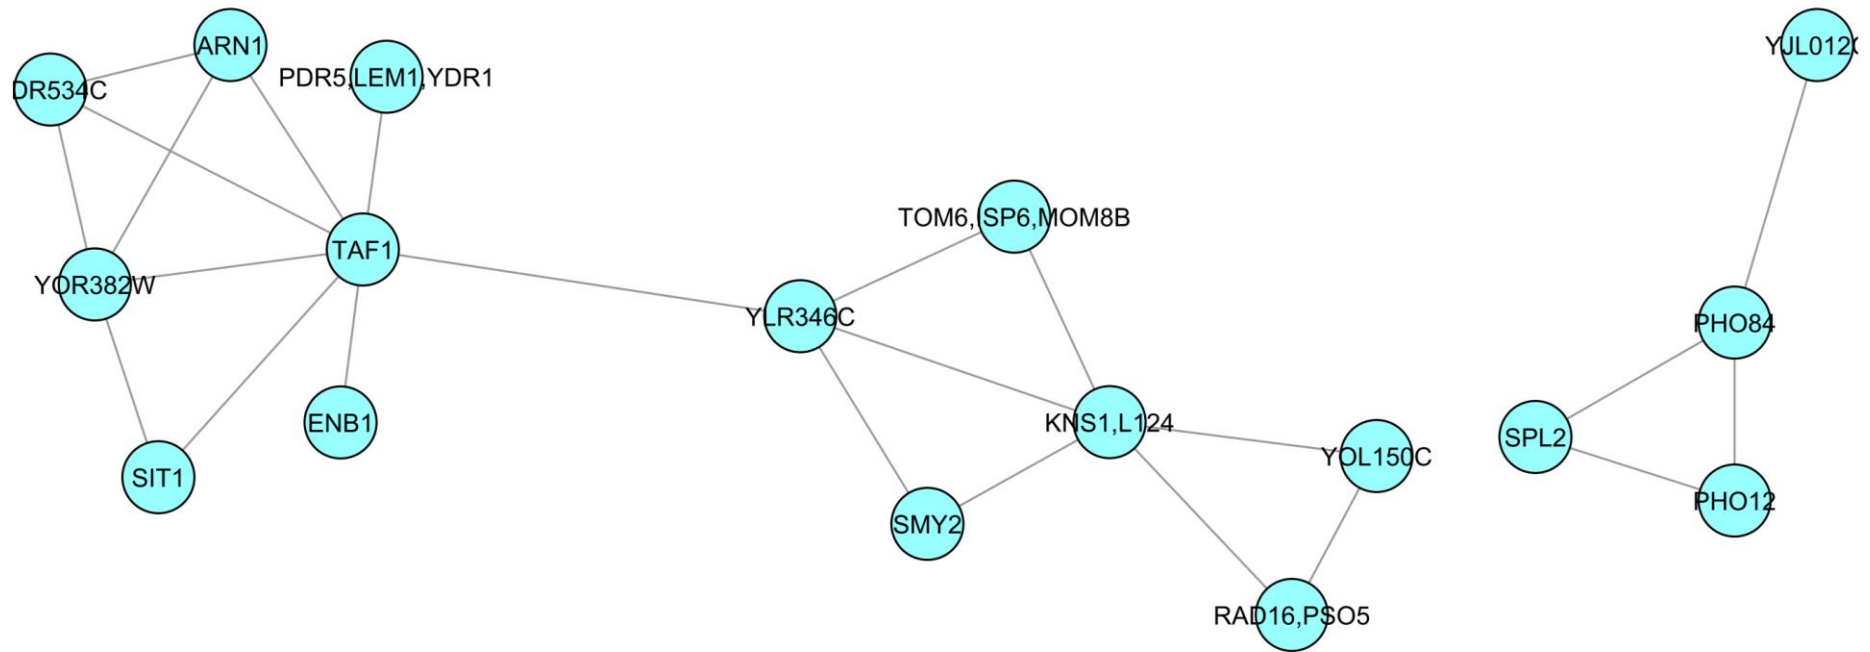 ARN1
DR534C
PDR5,LEM1,YDR1
YJL012
TOM6,ISP6,MOM8B
TAF1
YOR382W
YLR346C
PHO84
ENB1
KNS1,L124
SPL2
YOL150C
SIT1
PHO12
SMY2
RAD16,PSO5